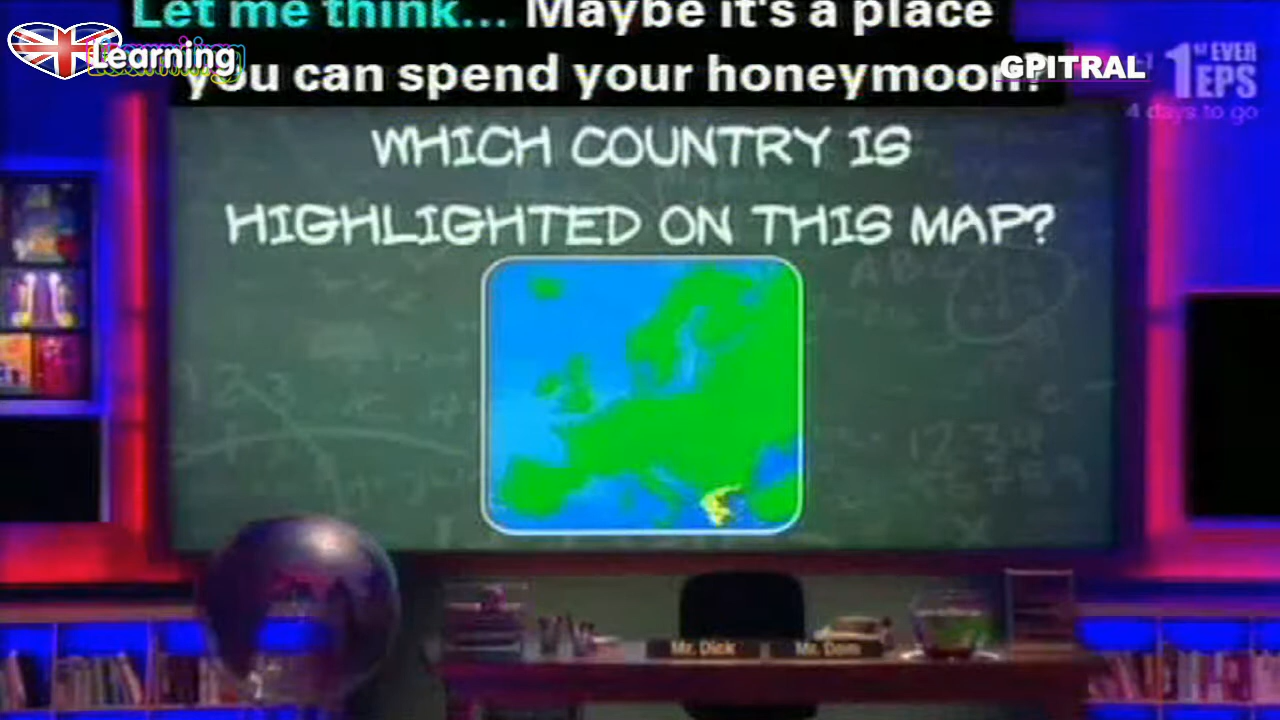 Let me think... Maybe it's a place
you can spend your honeymoon?
Learning
GPITRAL
1st EVER
EPS
4 days to go
WHICH COUNTRY IS
HIGHLIGHTED ON THIS MAP?
ABC
Mr. Dick
Mr. Dom